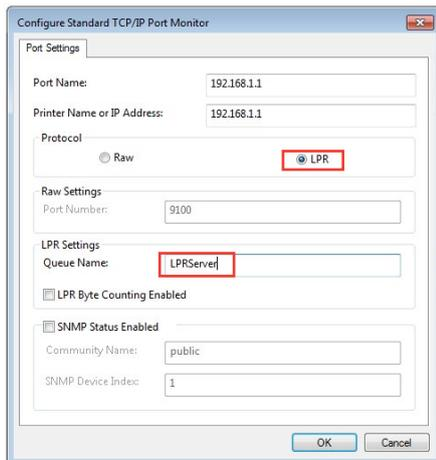 Configure Standard TCP/IP Port Monitor
Port Settings
Port Name: 192.168.1.1
Printer Name or IP Address: 192.168.1.1
Protocol
Raw LPR
Raw Settings
Port Number: 9100
LPR Settings
Queue Name: LPRServer
LPR Byte Counting Enabled
SNMP Status Enabled
Community Name: public
SNMP Device Index: 1
OK Cancel